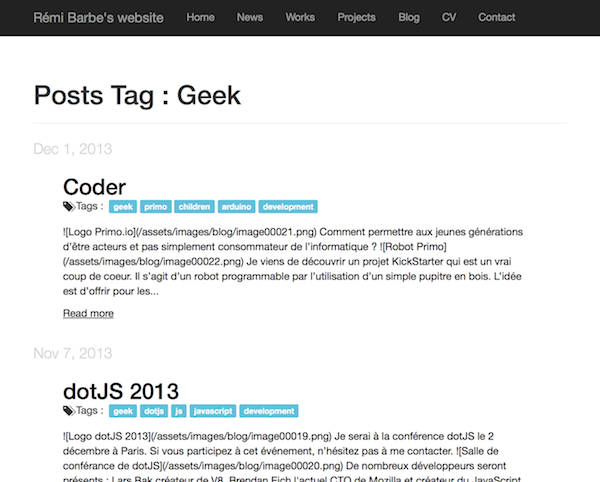 Rémi Barbe's website Home News Works Projects Blog CV Contact
Posts Tag : Geek
Dec 1, 2013
Coder
Tags : geek primo children arduino development
![Logo Primo.io](/assets/images/blog/image00021.png) Comment permettre aux jeunes générations
d'être acteurs et pas simplement consommateur de l'informatique ? ![Robot Primo]
(/assets/images/blog/image00022.png) Je viens de découvrir un projet KickStarter qui est un vrai
coup de coeur. Il s'agit d'un robot programmable par l'utilisation d'un simple pupitre en bois. L'idée
est d'offrir pour les...
Read more
Nov 7, 2013
dotJS 2013
Tags : geek dotjs js javascript development
![Logo dotJS 2013](/assets/images/blog/image00019.png) Je serai à la conférence dotJS le 2
décembre à Paris. Si vous participez à cet événement, n'hésitez pas à me contacter. ![Salle de
conférance de dotJS](/assets/images/blog/image00020.png) De nombreux développeurs seront
présents : Lars Bak créateur de V8, Brendan Eich l'actuel CTO de Mozilla et créateur du JavaScript